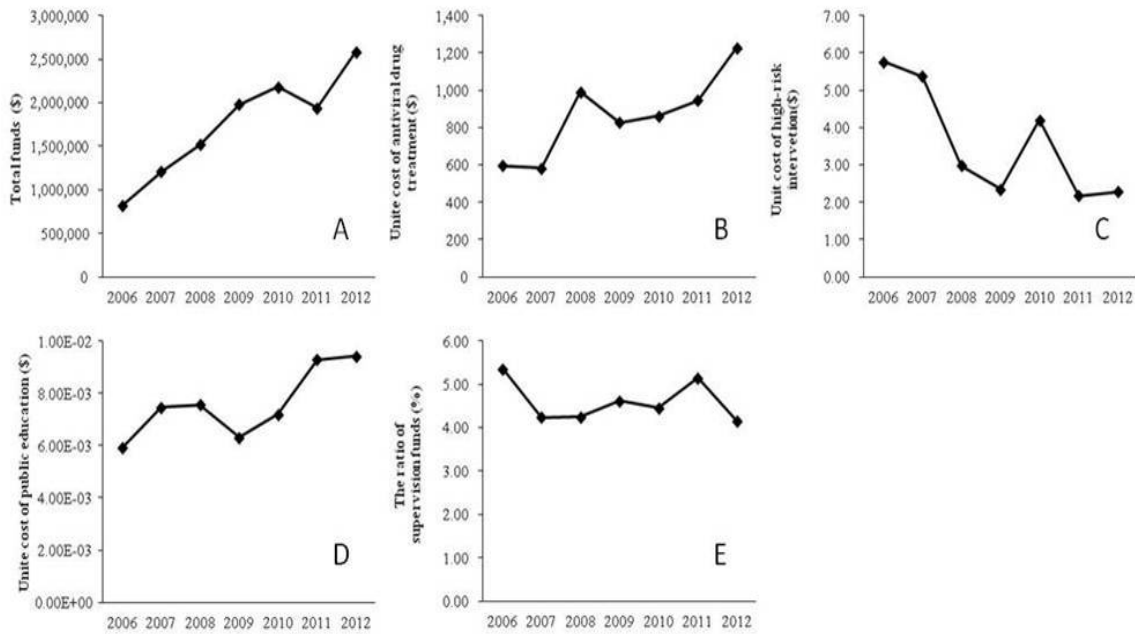 Total funds ($)
3,000,000
2,500,000
2,000,000
1,500,000
1,000,000
500,000
0
2006 2007 2008 2009 2010 2011 2012
A
Unite cost of antiviral drug
treatment ($)
1,400
1,200
1,000
800
600
400
200
0
2006 2007 2008 2009 2010 2011 2012
B
Unit cost of high-risk
intervetion($)
7.00
6.00
5.00
4.00
3.00
2.00
1.00
0.00
2006 2007 2008 2009 2010 2011 2012
C
Unite cost of public education ($)
1.00E-02
8.00E-03
6.00E-03
4.00E-03
2.00E-03
0.00E+00
2006 2007 2008 2009 2010 2011 2012
D
The ratio of
supervision funds (%)
6.00
5.00
4.00
3.00
2.00
1.00
0.00
2006 2007 2008 2009 2010 2011 2012
E